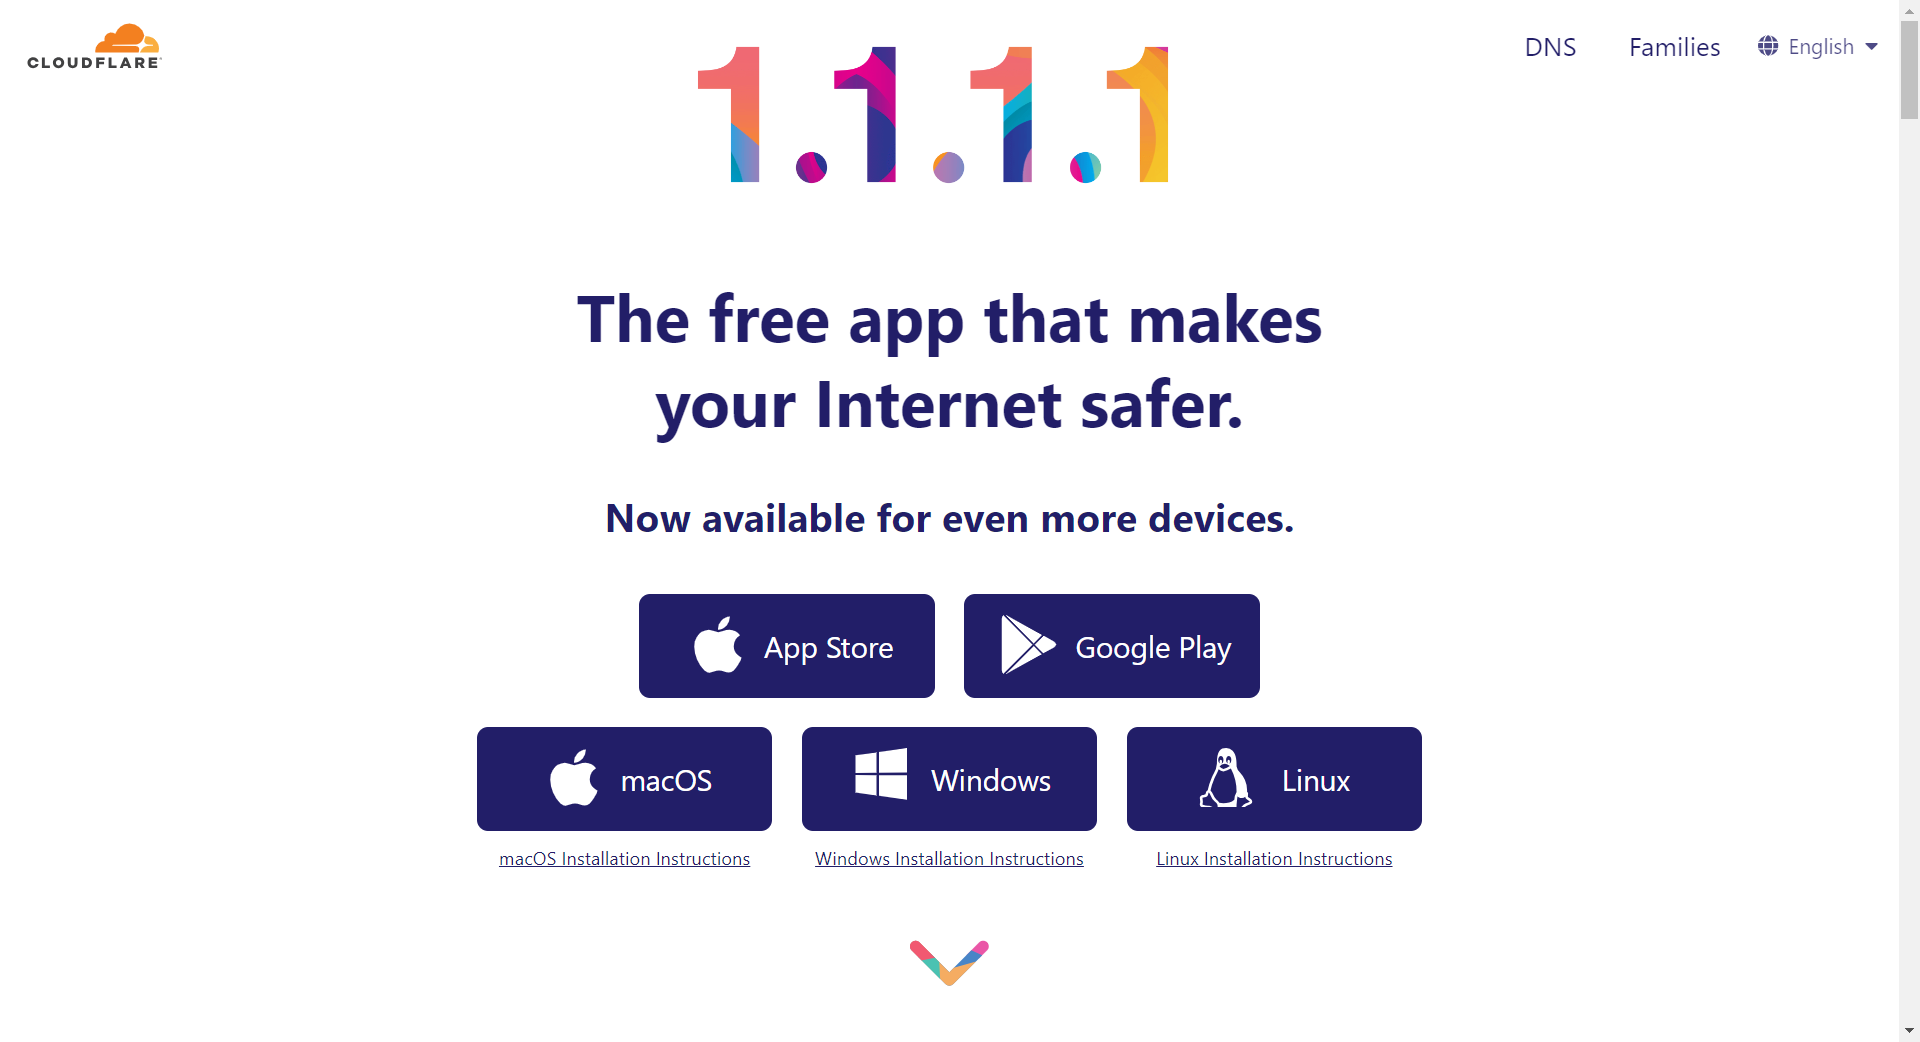 CLOUDFLARE
1.1.1.1
DNS
Families
English
The free app that makes
your Internet safer.
Now available for even more devices.
App Store
Google Play
macOS
Windows
Linux
macOS Installation Instructions
Windows Installation Instructions
Linux Installation Instructions